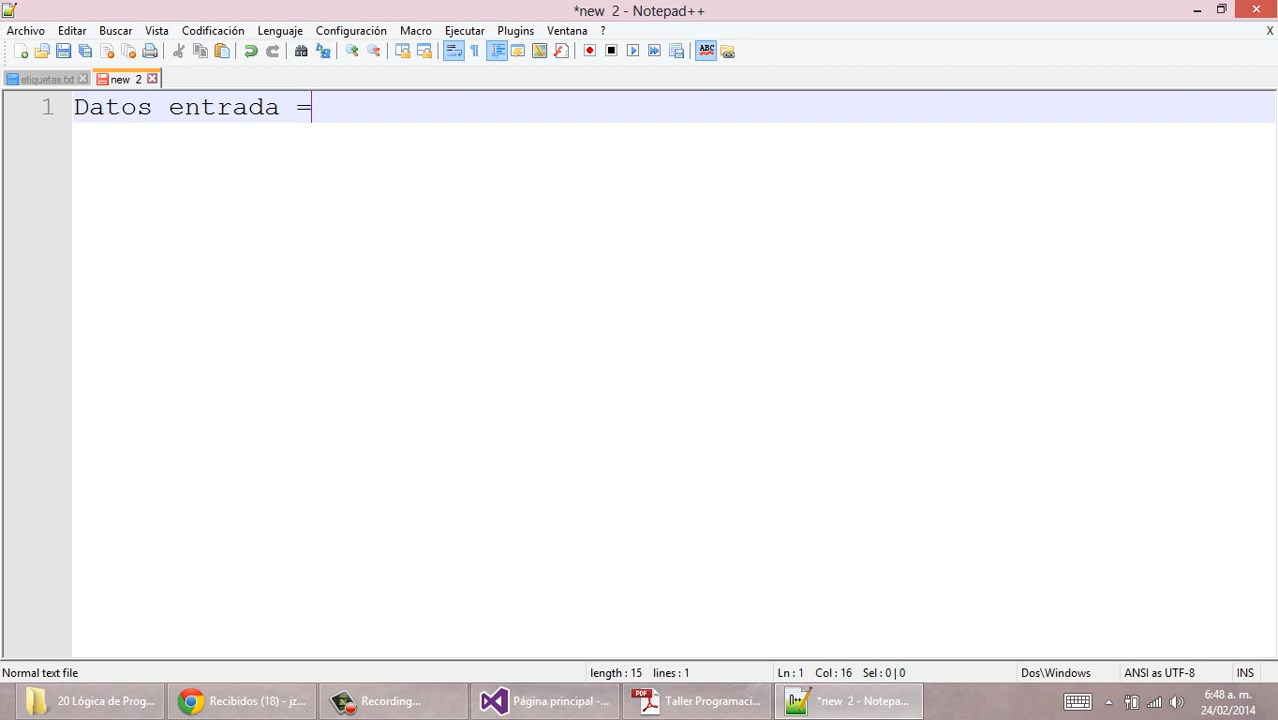 *new 2 - Notepad++
Archivo Editar Buscar Vista Codificación Lenguaje Configuración Macro Ejecutar Plugins Ventana ? X
ABC
etiquetas.txt new 2
1 Datos entrada =
Normal text file length : 15 lines : 1 Ln : 1 Col : 16 Sel : 0 | 0 Dos\Windows ANSI as UTF-8 INS
20 Lógica de Prog... Recibidos (18) - jz... Recording... Página principal -... Taller Programaci... *new 2 - Notepa... 6:48 a. m.
24/02/2014